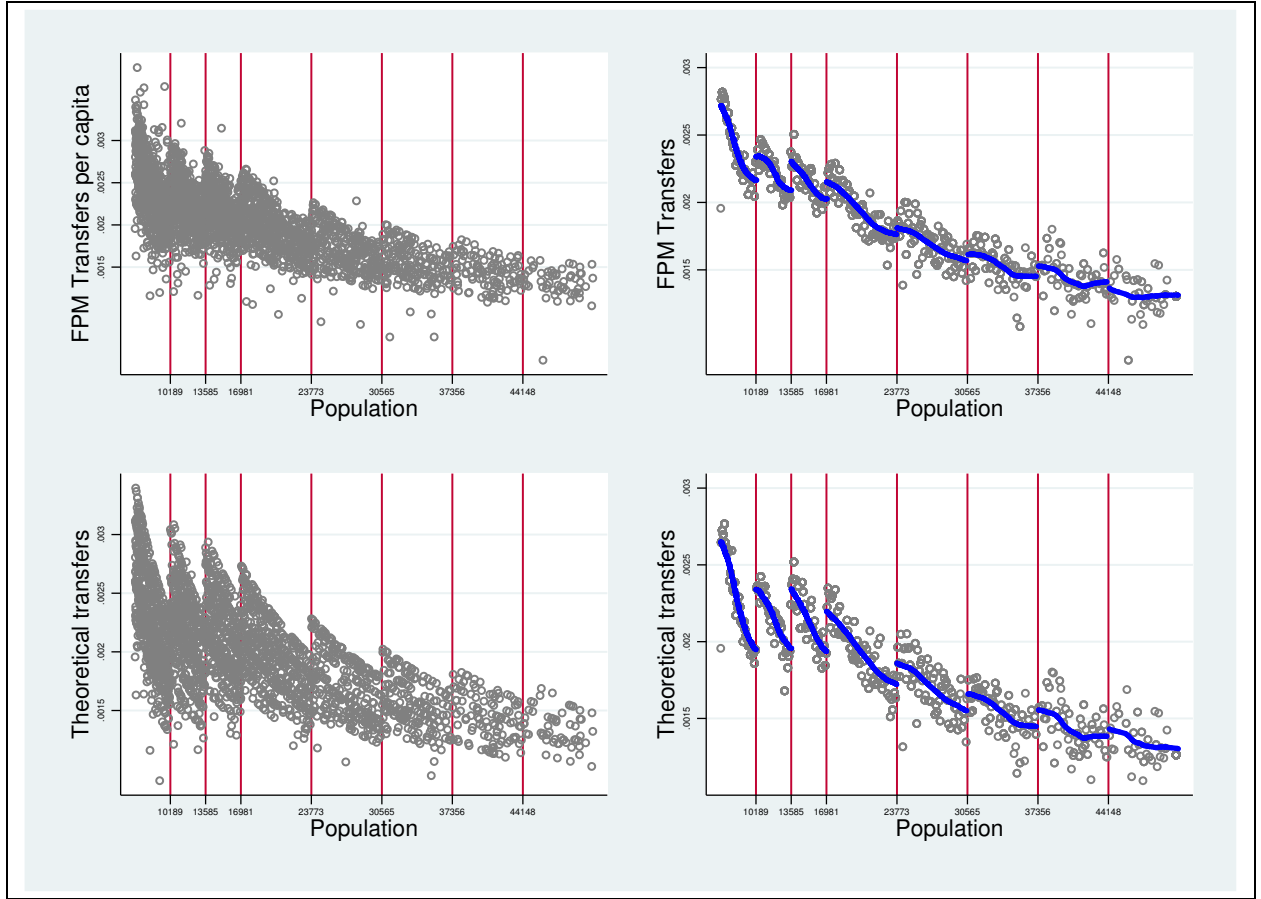 FPM Transfers per capita
.003
.0025
.002
.0015
10189 13585 16981 23773 30565 37356 44148
Population
FPM Transfers
.003
.0025
.002
.0015
10189 13585 16981 23773 30565 37356 44148
Population
Theoretical transfers
.003
.0025
.002
.0015
10189 13585 16981 23773 30565 37356 44148
Population
Theoretical transfers
.003
.0025
.002
.0015
10189 13585 16981 23773 30565 37356 44148
Population